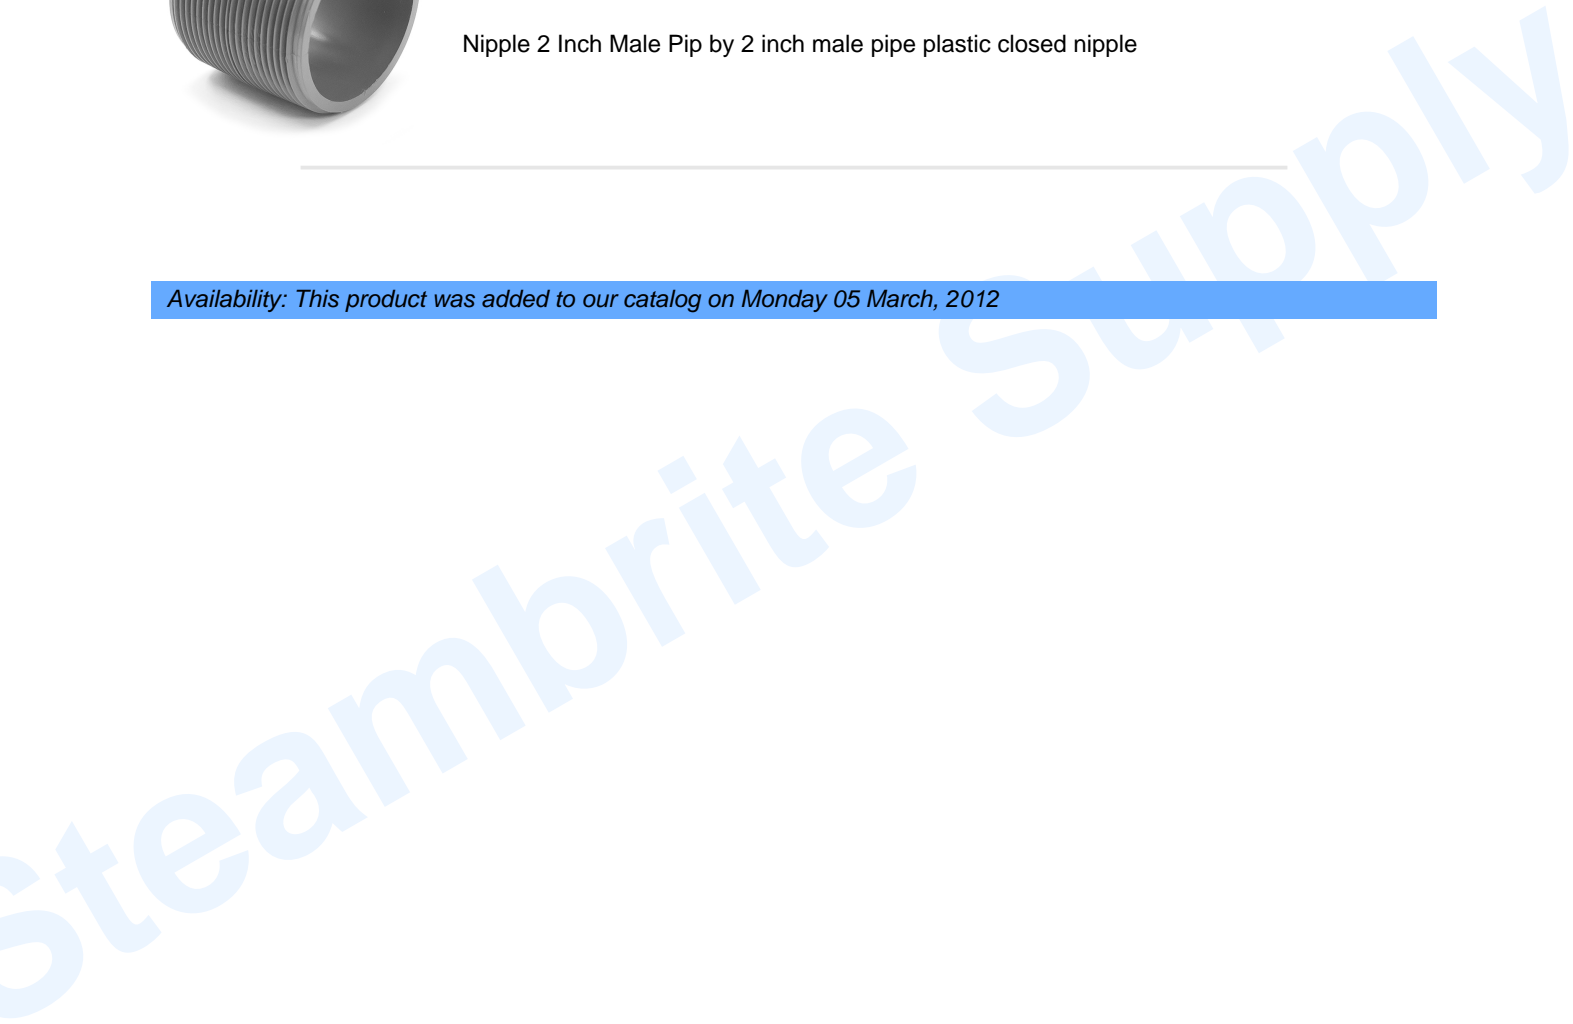 Nipple 2 Inch Male Pip by 2 inch male pipe plastic closed nipple
Availability: This product was added to our catalog on Monday 05 March, 2012
Steambrite Supply